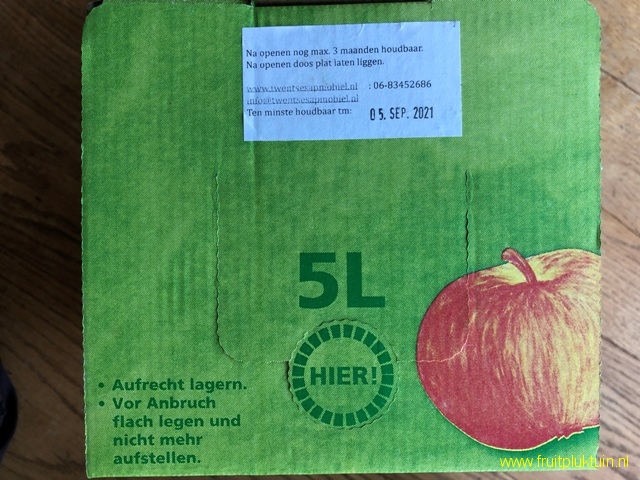 Na openen nog max. 3 maanden houdbaar.
Na openen doos plat laten liggen.
www.twentsesapmobiel.nl : 06-83452686
info@twentsesapmobiel.nl
Ten minste houdbaar tm: 05. SEP. 2021
5L
HIER!
• Aufrecht lagern.
• Vor Anbruch
flach legen und
nicht mehr
aufstellen.
www.fruitpluktuin.nl